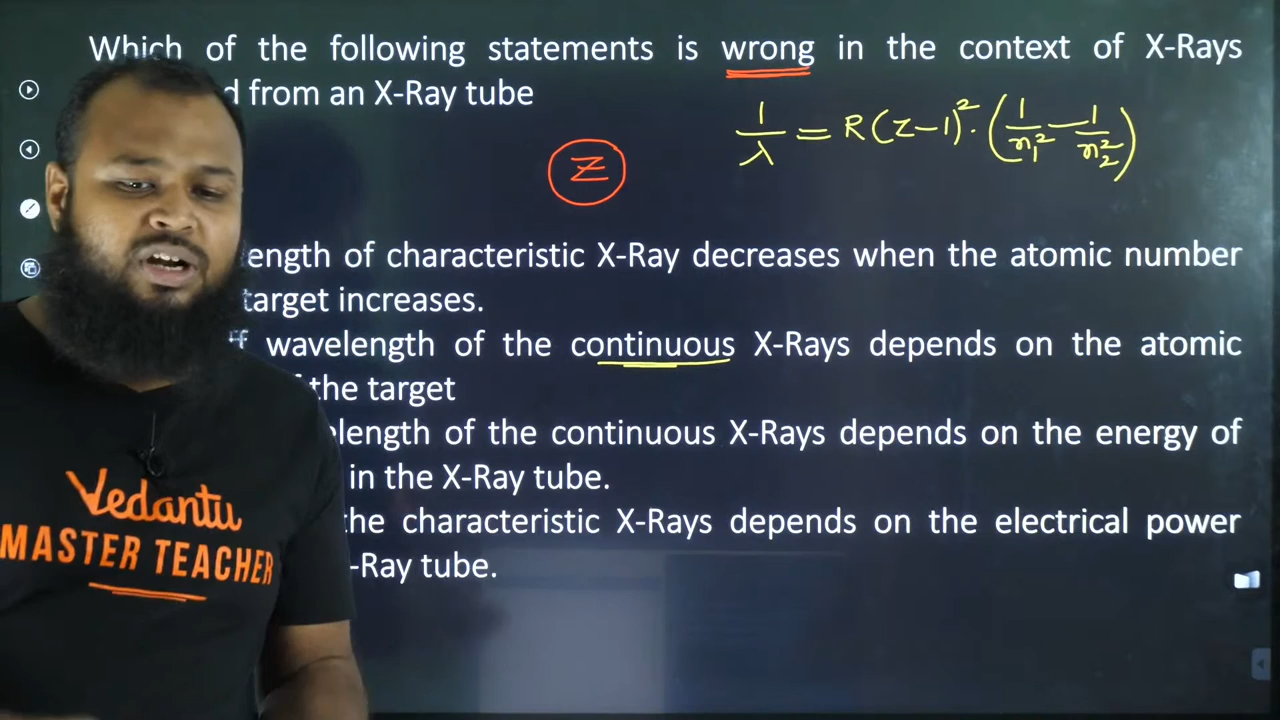 Which of the following statements is wrong in the context of X-Rays
from an X-Ray tube
1/λ = R(Z-1)². (1/n₁² - 1/n₂²)
Z
of characteristic X-Ray decreases when the atomic number
target increases.
wavelength of the continuous X-Rays depends on the atomic
the target
of the continuous X-Rays depends on the energy of
in the X-Ray tube.
the characteristic X-Rays depends on the electrical power
-Ray tube.
Vedantu
MASTER TEACHER